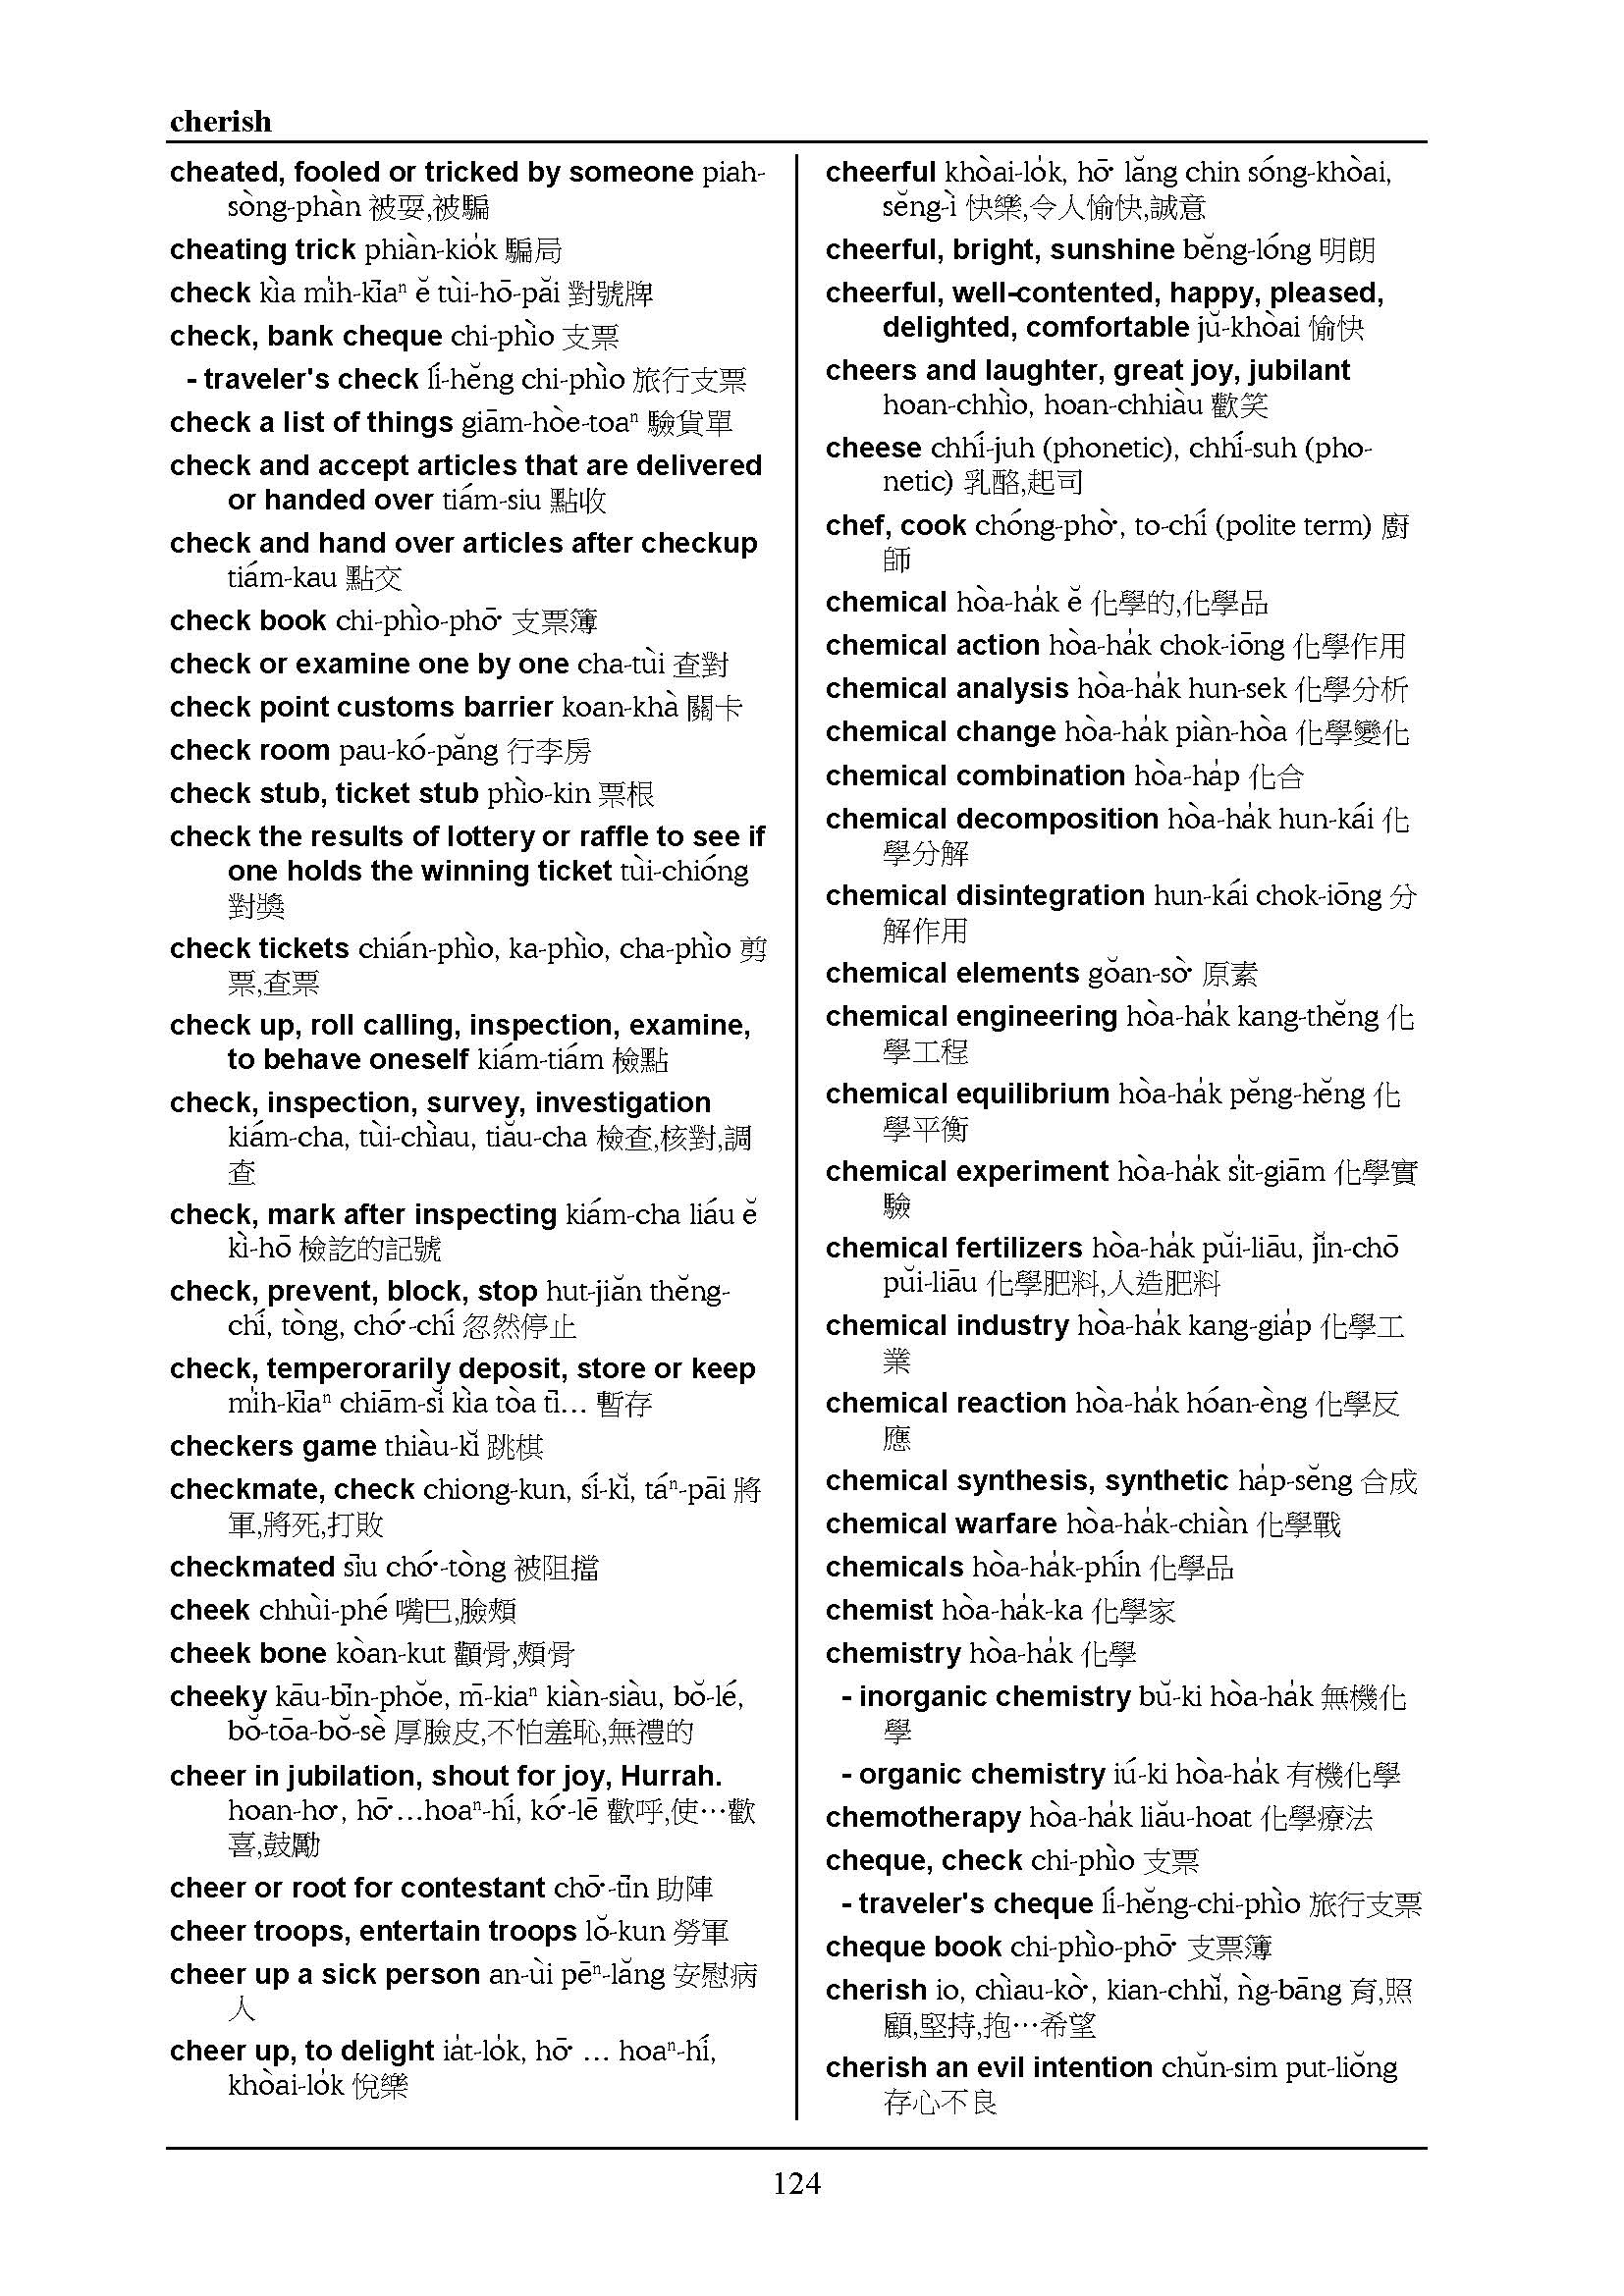 cherish
cheated, fooled or tricked by someone piah-
sòng-phàn 被耍,被騙
cheating trick phiàn-kio̍k 騙局
check kìa mi̍h-kīaⁿ ĕ tùi-hō-păi 對號牌
check, bank cheque chi-phìo 支票
- traveler's check lí-hĕng chi-phìo 旅行支票
check a list of things giām-hòe-toaⁿ 驗貨單
check and accept articles that are delivered
or handed over tiám-siu 點收
check and hand over articles after checkup
tiám-kau 點交
check book chi-phìo-phō͘ 支票簿
check or examine one by one cha-tùi 查對
check point customs barrier koan-khà 關卡
check room pau-kó-păng 行李房
check stub, ticket stub phìo-kin 票根
check the results of lottery or raffle to see if
one holds the winning ticket tùi-chióng
對獎
check tickets chián-phìo, ka-phìo, cha-phìo 剪
票,查票
check up, roll calling, inspection, examine,
to behave oneself kiám-tiám 檢點
check, inspection, survey, investigation
kiám-cha, tùi-chìau, tiău-cha 檢查,核對,調
查
check, mark after inspecting kiám-cha liáu ĕ
kì-hō 檢訖的記號
check, prevent, block, stop hut-jiăn thĕng-
chí, tòng, chó͘-chí 忽然停止
check, temperorarily deposit, store or keep
mi̍h-kīaⁿ chiām-sĭ kìa tòa tī... 暫存
checkers game thiàu-kĭ 跳棋
checkmate, check chiong-kun, sí-kĭ, táⁿ-pāi 將
軍,將死,打敗
checkmated sīu chó͘-tòng 被阻擋
cheek chhùi-phé 嘴巴,臉頰
cheek bone kòan-kut 顴骨,頰骨
cheeky kāu-bīn-phŏe, m̄-kiaⁿ kiàn-siàu, bŏ-lé,
bŏ-tōa-bŏ-sè 厚臉皮,不怕羞恥,無禮的
cheer in jubilation, shout for joy, Hurrah.
hoan-ho͘, hō͘...hoaⁿ-hí, kó͘-lē 歡呼,使⋯歡
喜,鼓勵
cheer or root for contestant chō͘-tīn 助陣
cheer troops, entertain troops lŏ-kun 勞軍
cheer up a sick person an-ùi pēⁿ-lăng 安慰病
人
cheer up, to delight ia̍t-lo̍k, hō͘ ... hoaⁿ-hí,
khòai-lo̍k 悅樂
cheerful khòai-lo̍k, hō͘ lăng chin sóng-khòai,
sĕng-ì 快樂,令人愉快,誠意
cheerful, bright, sunshine bĕng-lóng 明朗
cheerful, well-contented, happy, pleased,
delighted, comfortable jŭ-khòai 愉快
cheers and laughter, great joy, jubilant
hoan-chhìo, hoan-chhiàu 歡笑
cheese chhí-juh (phonetic), chhí-suh (pho-
netic) 乳酪,起司
chef, cook chóng-phò͘, to-chí (polite term) 廚
師
chemical hòa-ha̍k ĕ 化學的,化學品
chemical action hòa-ha̍k chok-iōng 化學作用
chemical analysis hòa-ha̍k hun-sek 化學分析
chemical change hòa-ha̍k piàn-hòa 化學變化
chemical combination hòa-ha̍p 化合
chemical decomposition hòa-ha̍k hun-kái 化
學分解
chemical disintegration hun-kái chok-iōng 分
解作用
chemical elements gŏan-sò͘ 原素
chemical engineering hòa-ha̍k kang-thĕng 化
學工程
chemical equilibrium hòa-ha̍k pĕng-hĕng 化
學平衡
chemical experiment hòa-ha̍k si̍t-giām 化學實
驗
chemical fertilizers hòa-ha̍k pŭi-liāu, jĭn-chō
pŭi-liāu 化學肥料,人造肥料
chemical industry hòa-ha̍k kang-gia̍p 化學工
業
chemical reaction hòa-ha̍k hóan-èng 化學反
應
chemical synthesis, synthetic ha̍p-sĕng 合成
chemical warfare hòa-ha̍k-chiàn 化學戰
chemicals hòa-ha̍k-phín 化學品
chemist hòa-ha̍k-ka 化學家
chemistry hòa-ha̍k 化學
- inorganic chemistry bŭ-ki hòa-ha̍k 無機化
學
- organic chemistry iú-ki hòa-ha̍k 有機化學
chemotherapy hòa-ha̍k liău-hoat 化學療法
cheque, check chi-phìo 支票
- traveler's cheque lí-hĕng-chi-phìo 旅行支票
cheque book chi-phìo-phō͘ 支票簿
cherish io, chìau-kò͘, kian-chhĭ, ǹg-bāng 育,照
顧,堅持,抱⋯希望
cherish an evil intention chŭn-sim put-liŏng
存心不良
124